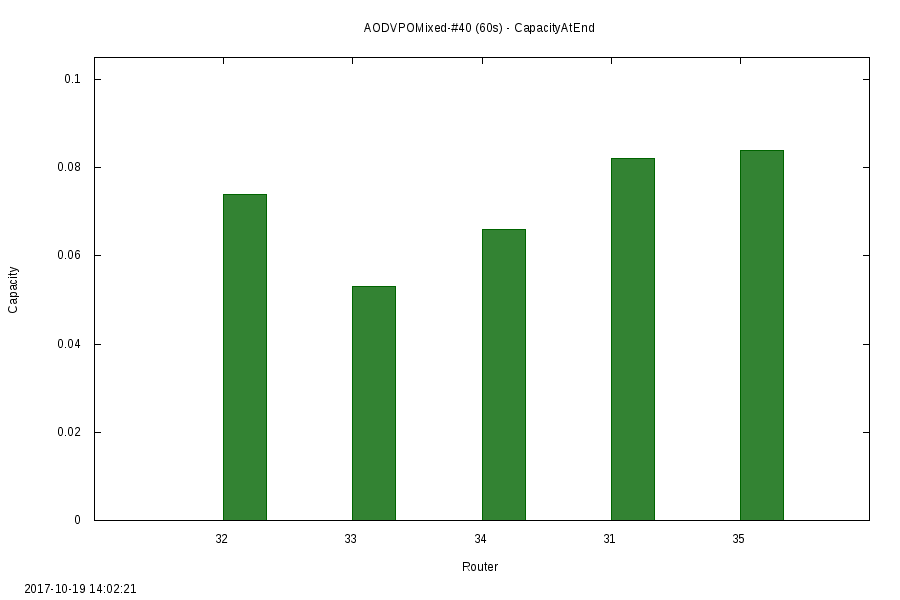 AODVPOMixed-#40 (60s) - CapacityAtEnd
0.1
0.08
0.06
0.04
0.02
0
Capacity
32 33 34 31 35
Router
2017-10-19 14:02:21